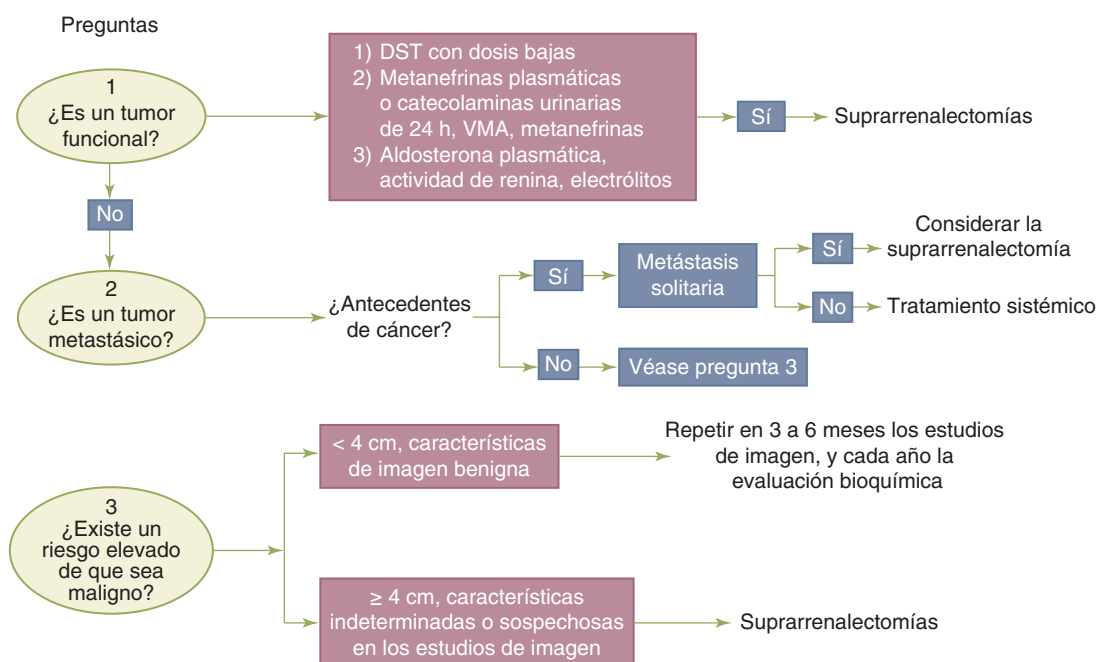 Preguntas
1
¿Es un tumor
funcional?
1) DST con dosis bajas
2) Metanefrinas plasmáticas
o catecolaminas urinarias
de 24 h, VMA, metanefrinas
3) Aldosterona plasmática,
actividad de renina, electrólitos
Sí
Suprarrenalectomías
No
2
¿Es un tumor
metastásico?
¿Antecedentes
de cáncer?
Sí
Metástasis
solitaria
Sí
Considerar la
suprarrenalectomía
No
Tratamiento sistémico
No
Véase pregunta 3
3
¿Existe un
riesgo elevado
de que sea
maligno?
< 4 cm, características
de imagen benigna
Repetir en 3 a 6 meses los estudios
de imagen, y cada año la
evaluación bioquímica
≥ 4 cm, características
indeterminadas o sospechosas
en los estudios de imagen
Suprarrenalectomías